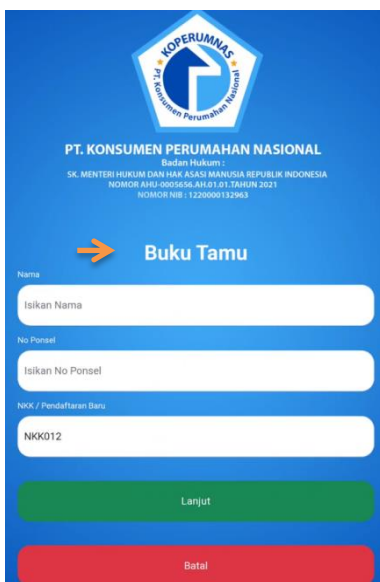 KOPERUMNAS
PT. Konsumen Perumahan Nasional
PT. KONSUMEN PERUMAHAN NASIONAL
Badan Hukum :
SK. MENTERI HUKUM DAN HAK ASASI MANUSIA REPUBLIK INDONESIA
NOMOR AHU-0005656.AH.01.01.TAHUN 2021
NOMOR NIB : 1220000132963
Buku Tamu
Nama
Isikan Nama
No Ponsel
Isikan No Ponsel
NKK / Pendaftaran Baru
NKK012
Lanjut
Batal